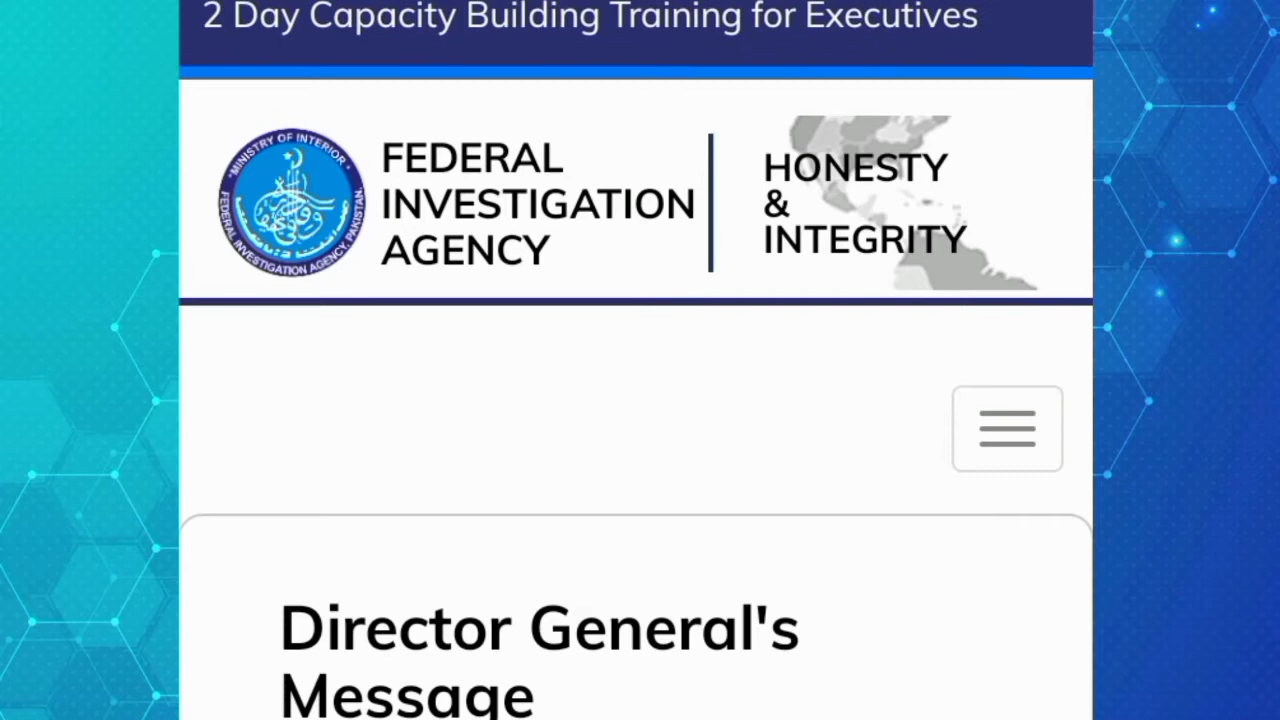 2 Day Capacity Building Training for Executives
MINISTRY OF INTERIOR
FEDERAL INVESTIGATION AGENCY, PAKISTAN.
FEDERAL
INVESTIGATION
AGENCY
HONESTY
&
INTEGRITY
Director General's
Message